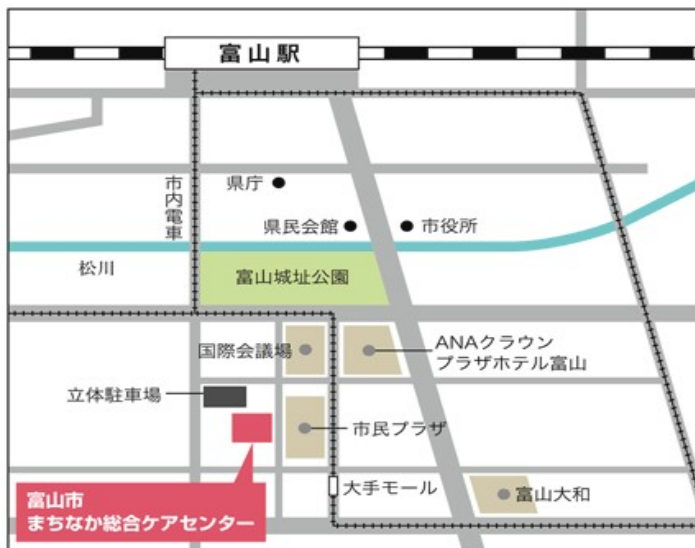 富山駅
市内電車
県庁
県民会館
市役所
松川
富山城址公園
国際会議場
ANAクラウン
プラザホテル富山
立体駐車場
市民プラザ
大手モール
富山大和
富山市
まちなか総合ケアセンター